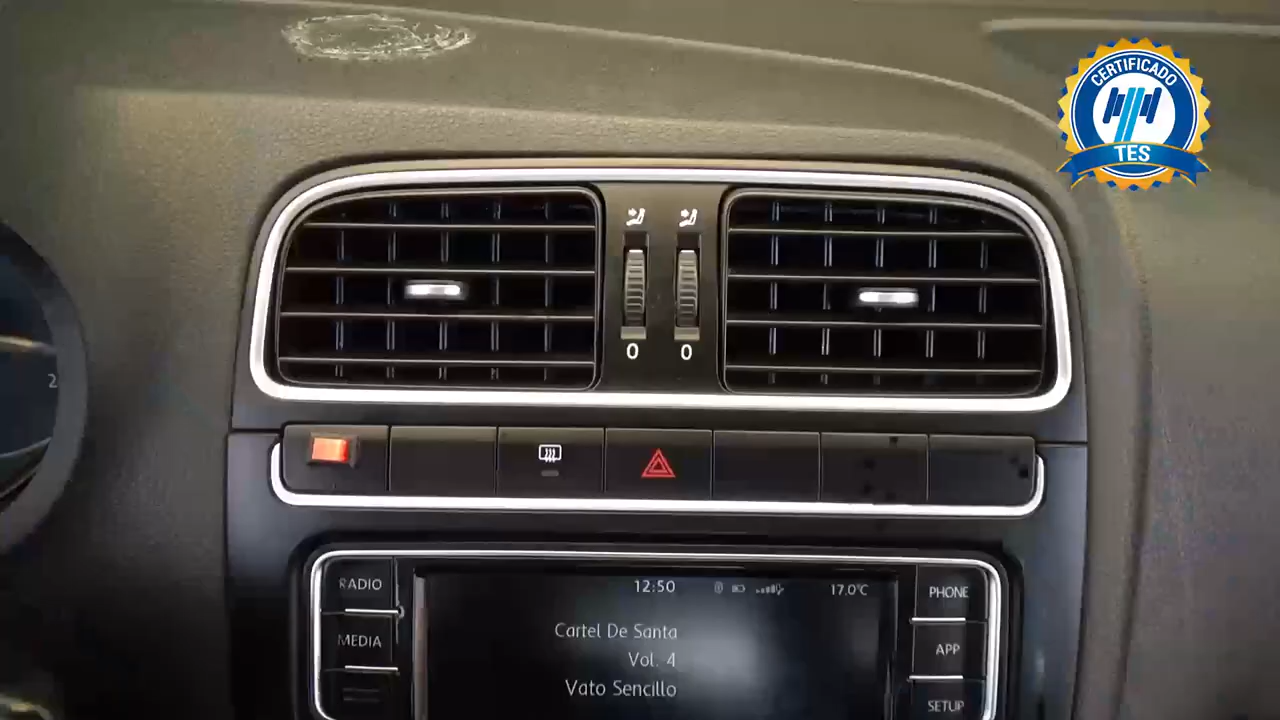 CERTIFICADO
TES
2
0 0
RADIO
MEDIA
12:50
17.0°C
Cartel De Santa
Vol. 4
Vato Sencillo
PHONE
APP
SETUP